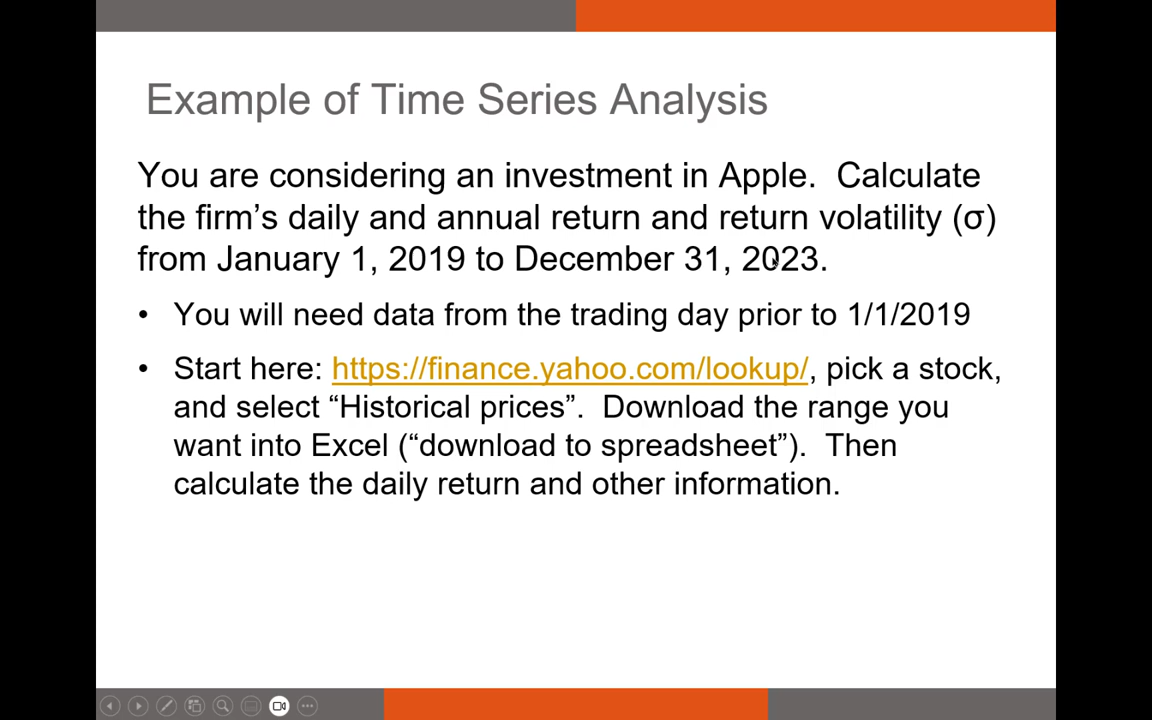 Example of Time Series Analysis
You are considering an investment in Apple.  Calculate
the firm’s daily and annual return and return volatility (σ)
from January 1, 2019 to December 31, 2023.
• You will need data from the trading day prior to 1/1/2019
• Start here: https://finance.yahoo.com/lookup/, pick a stock,
and select “Historical prices”.  Download the range you
want into Excel (“download to spreadsheet”).  Then
calculate the daily return and other information.